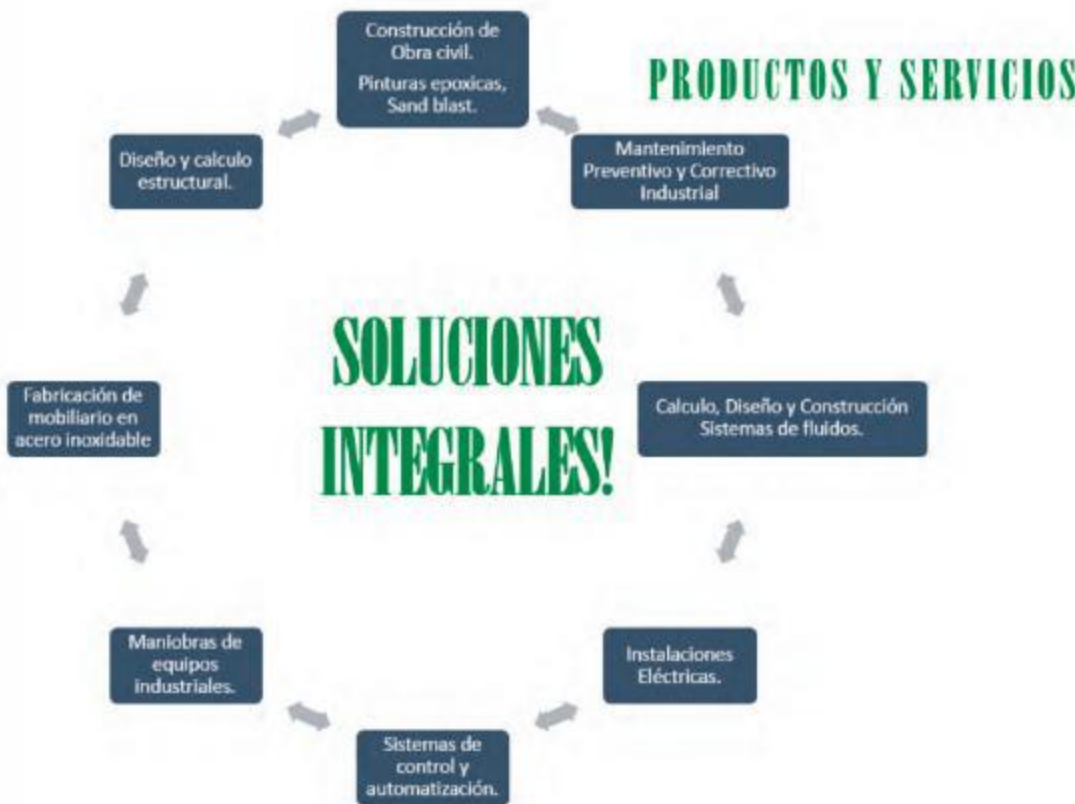 PRODUCTOS Y SERVICIOS
Construcción de
Obra civil.
Pinturas epoxicas,
Sand blast.
Mantenimiento
Preventivo y Correctivo
Industrial
Calculo, Diseño y Construcción
Sistemas de fluidos.
Instalaciones
Eléctricas.
Sistemas de
control y
automatización.
Maniobras de
equipos
industriales.
Fabricación de
mobiliario en
acero inoxidable
Diseño y calculo
estructural.
SOLUCIONES
INTEGRALES!